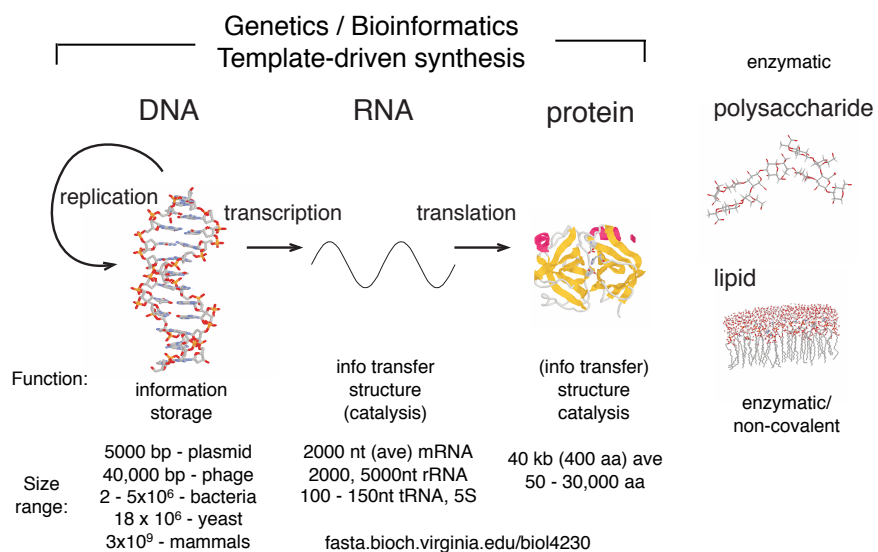 Genetics / Bioinformatics
Template-driven synthesis
enzymatic
DNA
RNA
protein
polysaccharide
replication
transcription
translation
lipid
Function:
information
storage
info transfer
structure
(catalysis)
(info transfer)
structure
catalysis
enzymatic/
non-covalent
Size
range:
5000 bp - plasmid
40,000 bp - phage
2 - 5x10⁶ - bacteria
18 x 10⁶ - yeast
3x10⁹ - mammals
2000 nt (ave) mRNA
2000, 5000nt rRNA
100 - 150nt tRNA, 5S
40 kb (400 aa) ave
50 - 30,000 aa
fasta.bioch.virginia.edu/biol4230